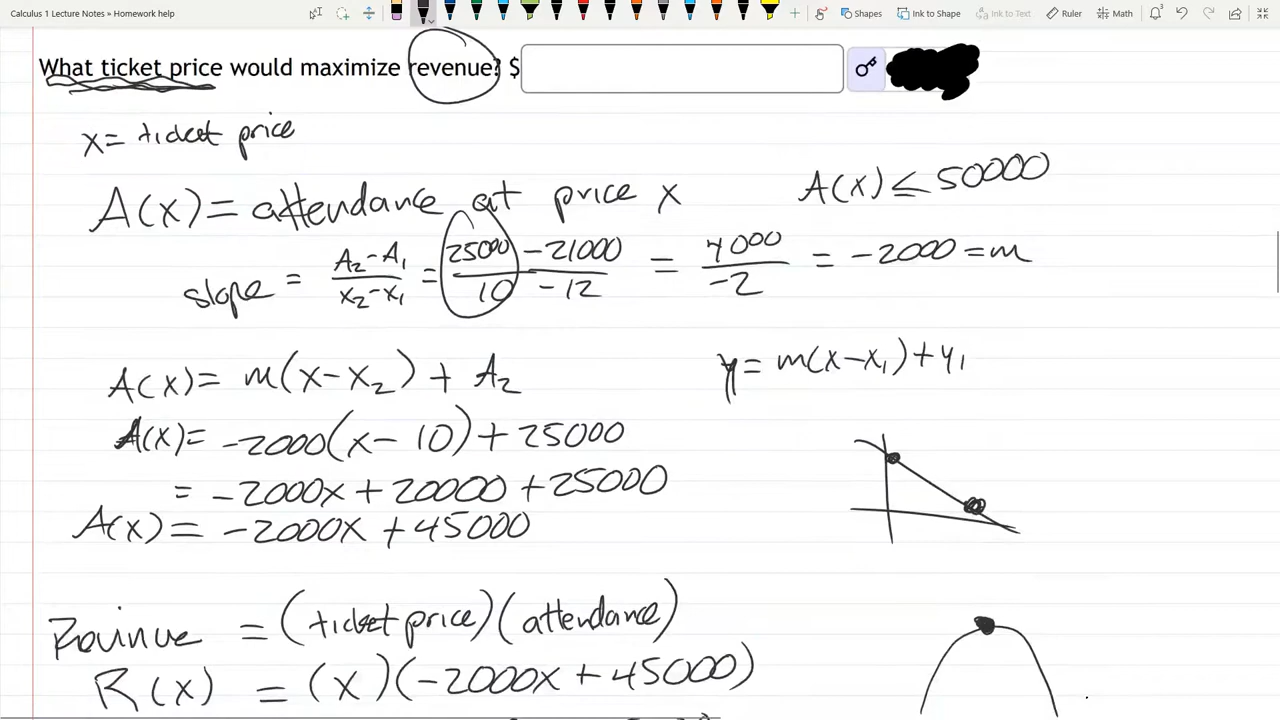 Calculus 1 Lecture Notes » Homework help
Shapes Ink to Shape Ink to Text Ruler Math
What ticket price would maximize revenue? $
x = ticket price
A(x) = attendance at price x
A(x) ≤ 50000
slope = (A₂-A₁)/(x₂-x₁) = (25000 - 21000)/(10 - 12) = 4000/-2 = -2000 = m
A(x) = m(x-x₂) + A₂
y = m(x-x₁)+y₁
A(x) = -2000(x-10)+25000
= -2000x + 20000 + 25000
A(x) = -2000x + 45000
Revinue = (ticket price)(attendance)
R(x) = (x)(-2000x + 45000)